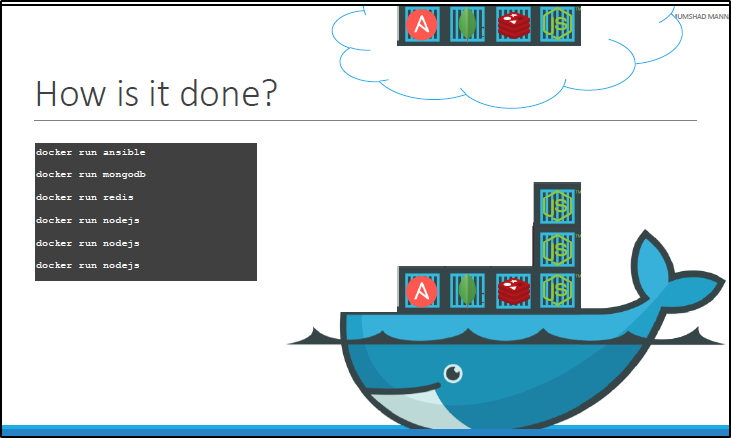 MUMSHAD MANN
How is it done?
docker run ansible
docker run mongodb
docker run redis
docker run nodejs
docker run nodejs
docker run nodejs